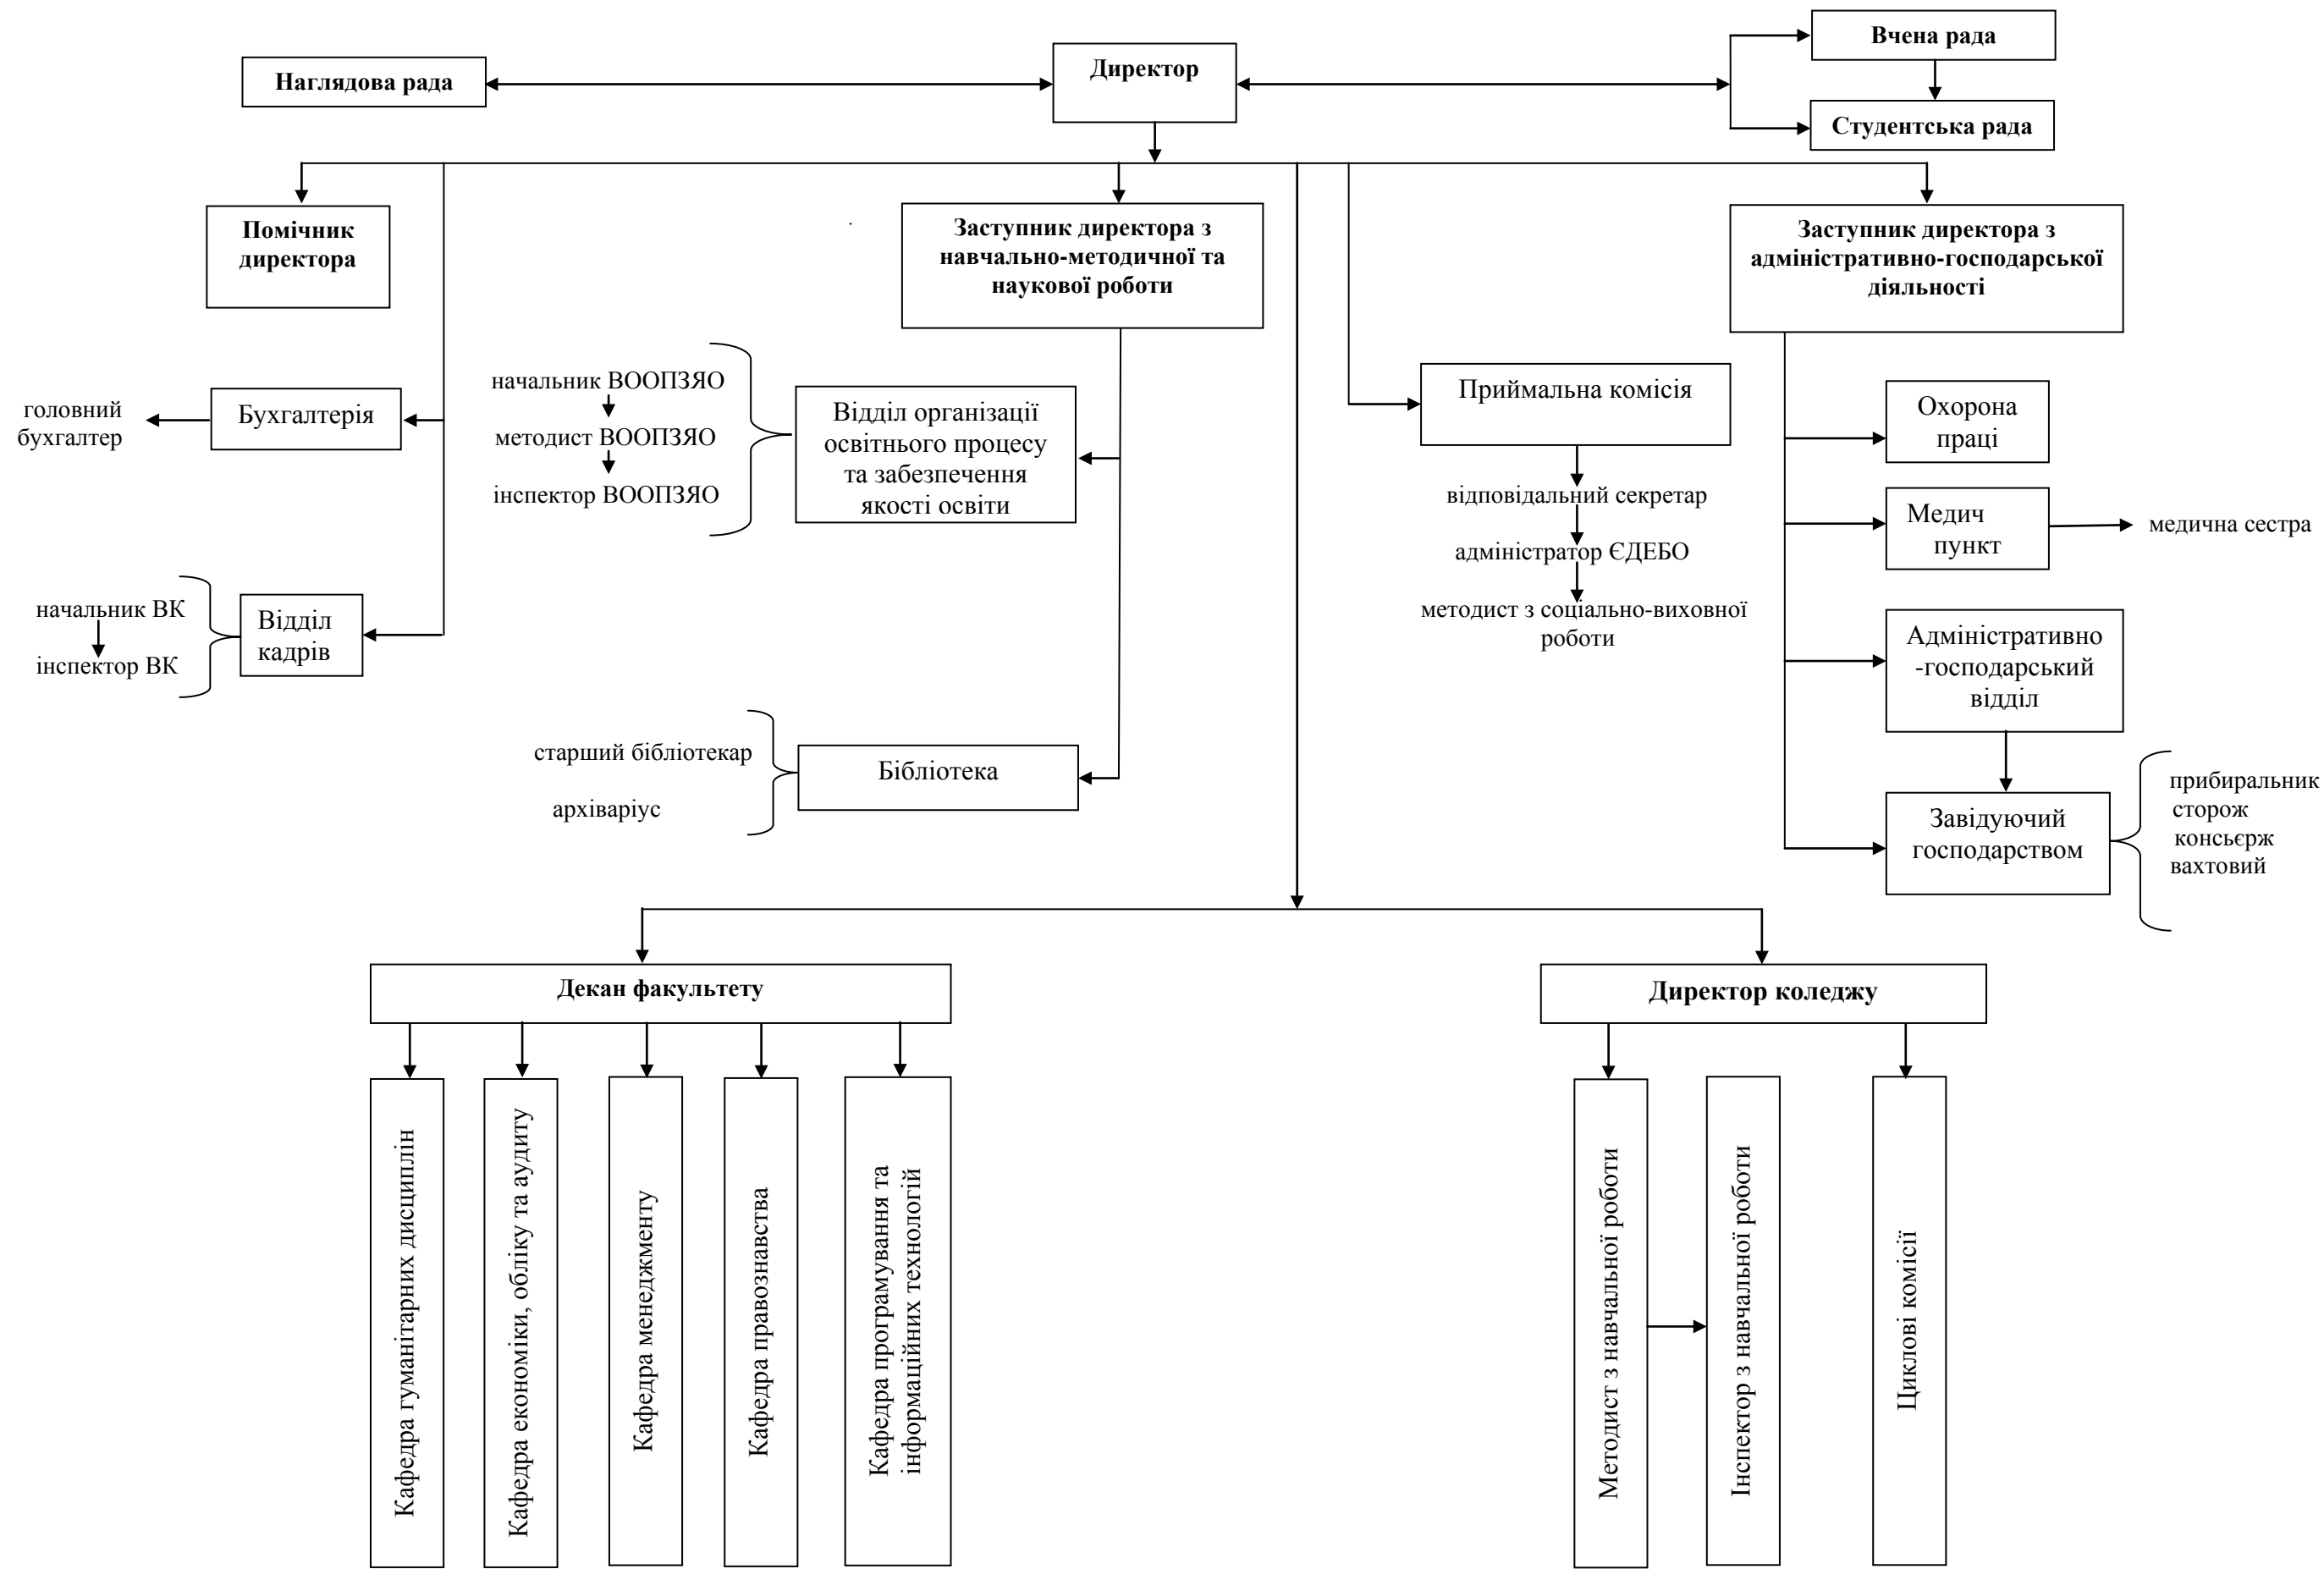 Наглядова рада
Директор
Вчена рада
Студентська рада
Помічник
директора
Заступник директора з
навчально-методичної та
наукової роботи
Заступник директора з
адміністративно-господарської
діяльності
головний
бухгалтер
Бухгалтерія
начальник ВООПЗЯО
методист ВООПЗЯО
інспектор ВООПЗЯО
Відділ організації
освітнього процесу
та забезпечення
якості освіти
Приймальна комісія
відповідальний секретар
адміністратор ЄДЕБО
методист з соціально-виховної
роботи
Охорона
праці
Медич
пункт
медична сестра
начальник ВК
інспектор ВК
Відділ
кадрів
Адміністративно
-господарський
відділ
старший бібліотекар
архіваріус
Бібліотека
Завідуючий
господарством
прибиральник
сторож
консьєрж
вахтовий
Декан факультету
Директор коледжу
Кафедра гуманітарних дисциплін
Кафедра економіки, обліку та аудиту
Кафедра менеджменту
Кафедра правознавства
Кафедра програмування та
інформаційних технологій
Методист з навчальної роботи
Інспектор з навчальної роботи
Циклові комісії